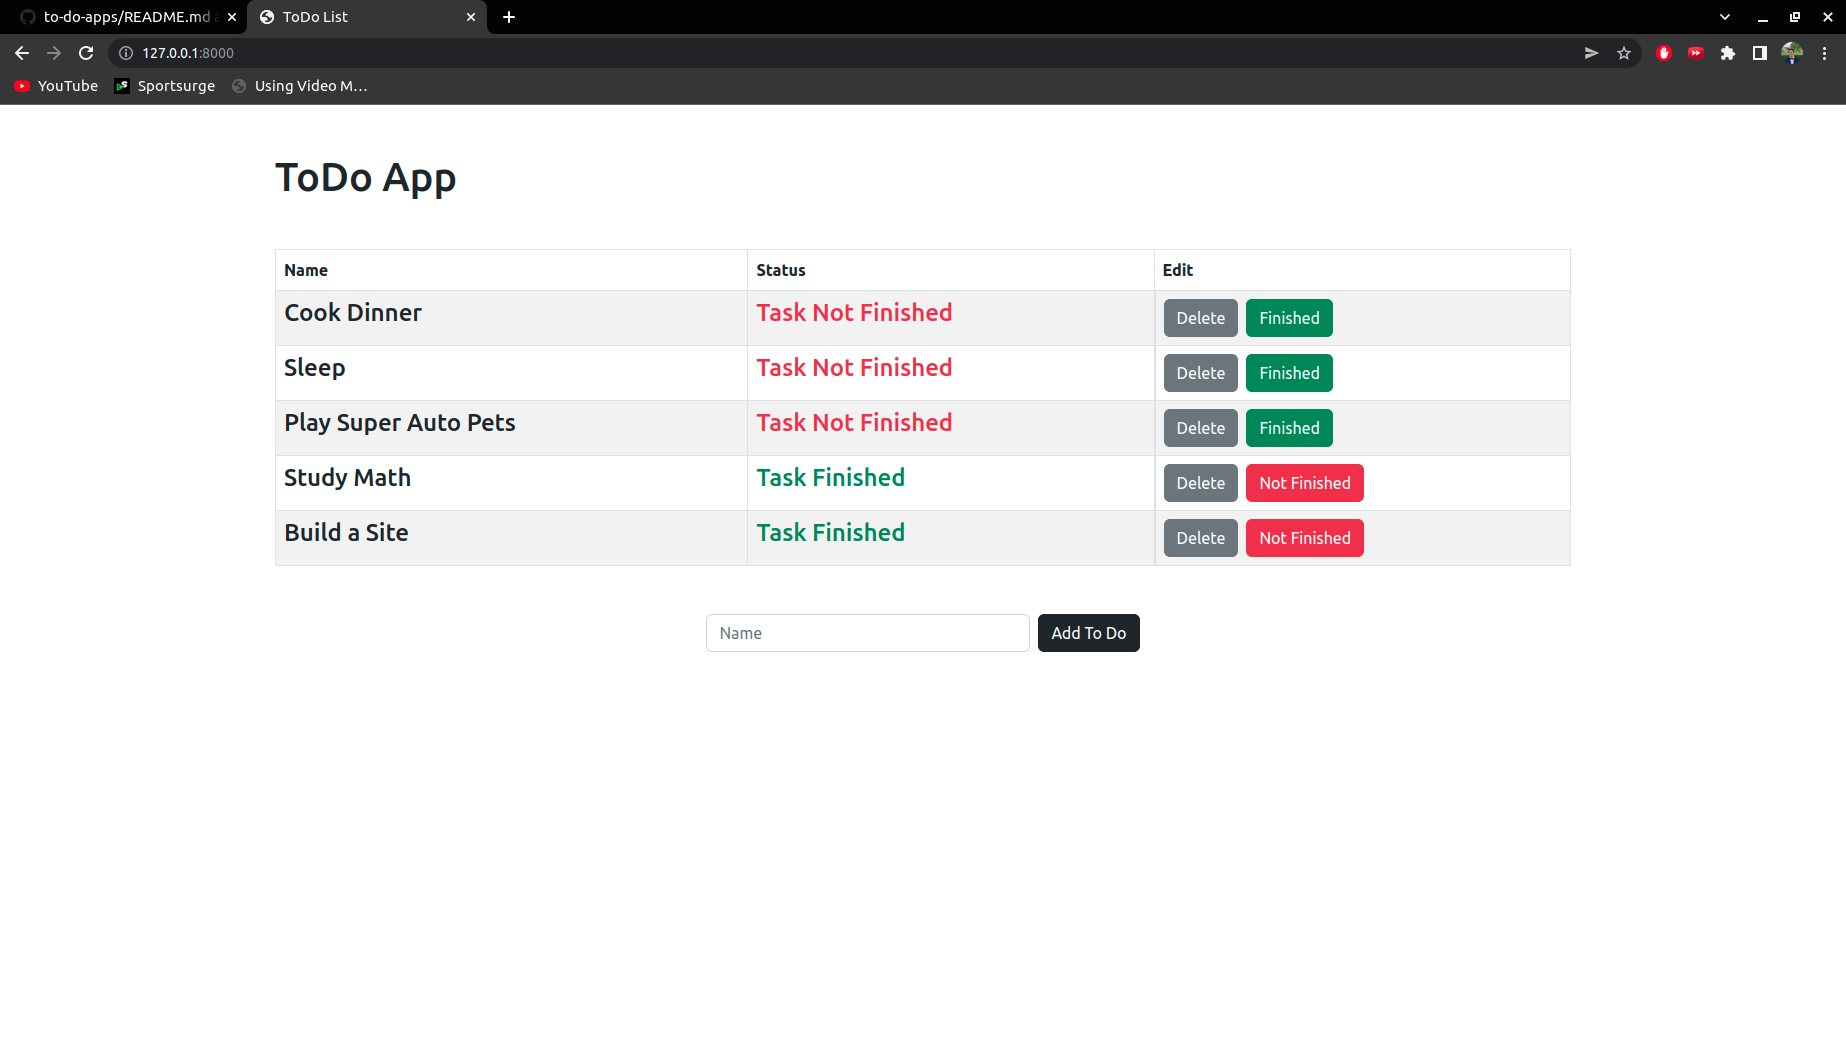 to-do-apps/README.md
ToDo List
127.0.0.1:8000
YouTube
Sportsurge
Using Video M…
ToDo App
Name Status Edit
Cook Dinner Task Not Finished Delete Finished
Sleep Task Not Finished Delete Finished
Play Super Auto Pets Task Not Finished Delete Finished
Study Math Task Finished Delete Not Finished
Build a Site Task Finished Delete Not Finished
Name Add To Do